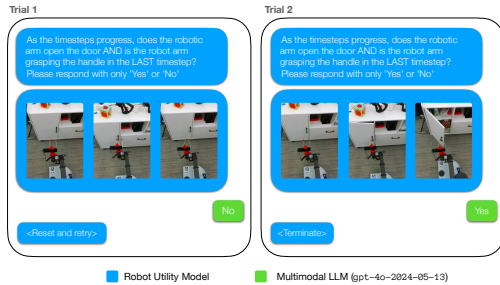 Trial 1
As the timesteps progress, does the robotic
arm open the door AND is the robot arm
grasping the handle in the LAST timestep?
Please respond with only 'Yes' or 'No'
No
<Reset and retry>
Trial 2
As the timesteps progress, does the robotic
arm open the door AND is the robot arm
grasping the handle in the LAST timestep?
Please respond with only 'Yes' or 'No'
Yes
<Terminate>
Robot Utility Model
Multimodal LLM (gpt-4o-2024-05-13)